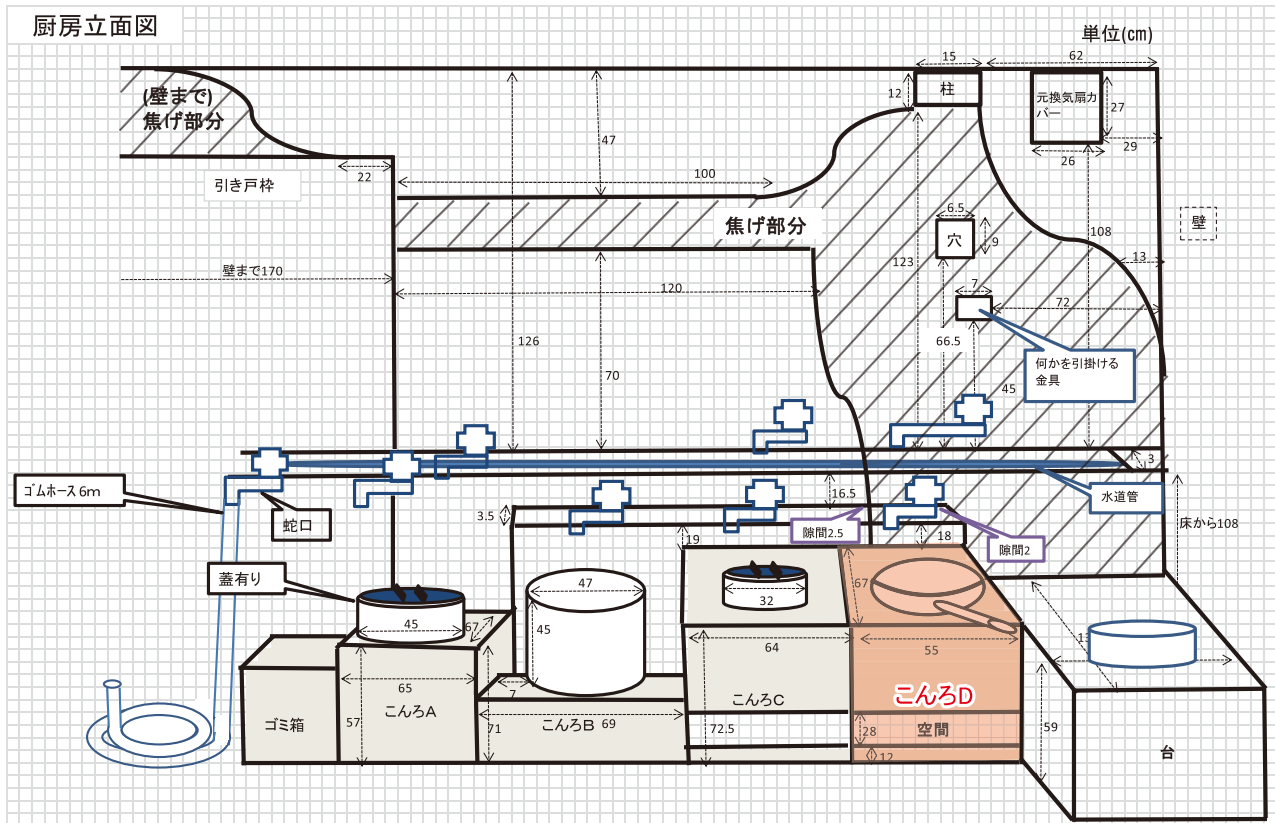 厨房立面図
単位(cm)
15
62
12
柱
元換気扇カ
バー
27
(壁まで)
焦げ部分
47
29
26
22
100
引き戸枠
6.5
焦げ部分
穴
9
壁
108
123
13
壁まで170
7
120
72
66.5
126
何かを引掛ける
金具
70
45
3
ゴムホース6m
水道管
16.5
3.5
蛇口
隙間2.5
床から108
19
18
隙間2
蓋有り
47
32
67
45
45
67
13
64
55
7
65
こんろA
こんろC
こんろD
ゴミ箱
57
71
こんろB
69
72.5
28
空間
59
12
台